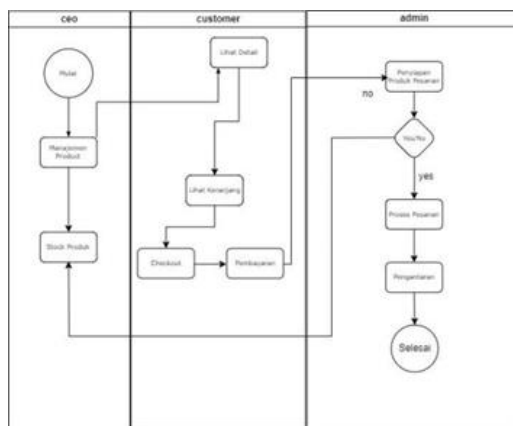 ceo
customer
admin
Mulai
Manajemen
Product
Stock Produk
Lihat Detail
Lihat Keranjang
Checkout
Pembayaran
Penyiapan
Produk Pesanan
no
Yes/No
yes
Proses Pesanan
Pengantaran
Selesai